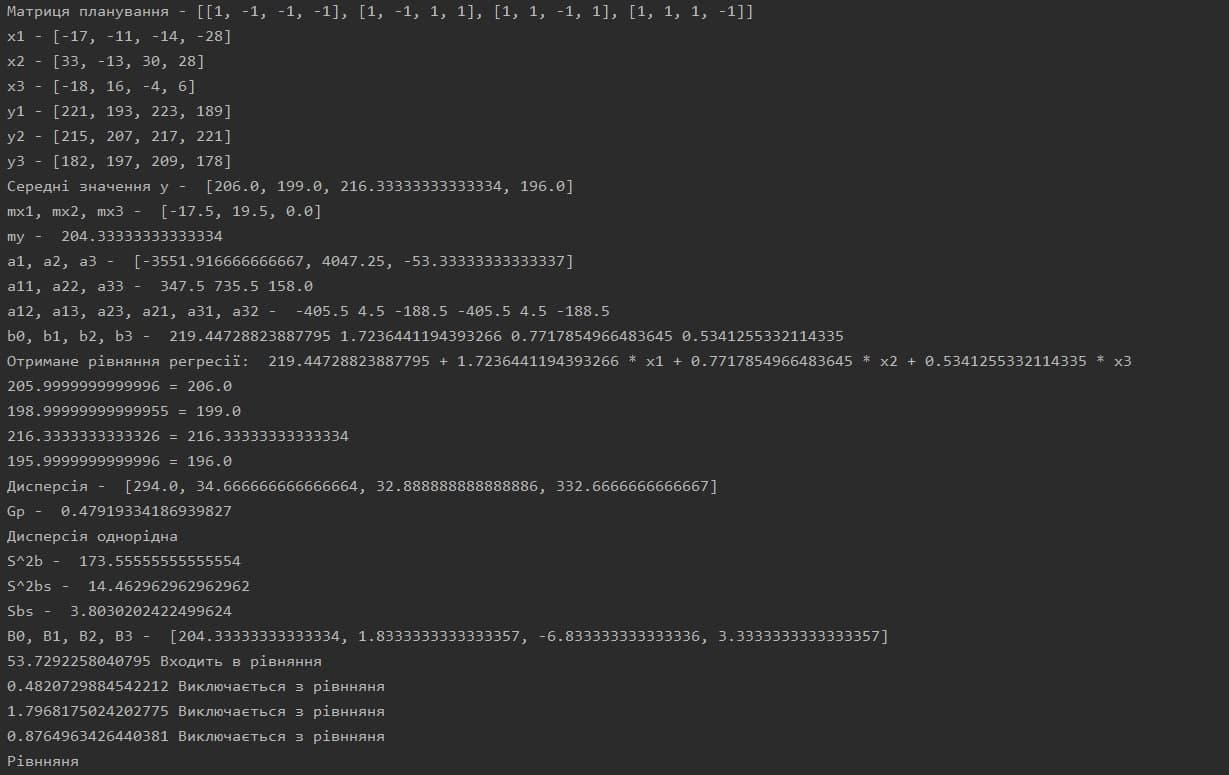 Матриця планування - [[1, -1, -1, -1], [1, -1, 1, 1], [1, 1, -1, 1], [1, 1, 1, -1]]
x1 - [-17, -11, -14, -28]
x2 - [33, -13, 30, 28]
x3 - [-18, 16, -4, 6]
y1 - [221, 193, 223, 189]
y2 - [215, 207, 217, 221]
y3 - [182, 197, 209, 178]
Середні значення y -  [206.0, 199.0, 216.33333333333334, 196.0]
mx1, mx2, mx3 -  [-17.5, 19.5, 0.0]
my -  204.33333333333334
a1, a2, a3 -  [-3551.916666666667, 4047.25, -53.33333333333337]
a11, a22, a33 -  347.5 735.5 158.0
a12, a13, a23, a21, a31, a32 -  -405.5 4.5 -188.5 -405.5 4.5 -188.5
b0, b1, b2, b3 -  219.44728823887795 1.7236441194393266 0.7717854966483645 0.5341255332114335
Отримане рівняння регресії:  219.44728823887795 + 1.7236441194393266 * x1 + 0.7717854966483645 * x2 + 0.5341255332114335 * x3
205.9999999999996 = 206.0
198.99999999999955 = 199.0
216.3333333333326 = 216.33333333333334
195.9999999999996 = 196.0
Дисперсія -  [294.0, 34.666666666666664, 32.888888888888886, 332.6666666666667]
Gp -  0.47919334186939827
Дисперсія однорідна
S^2b -  173.55555555555554
S^2bs -  14.462962962962962
Sbs -  3.8030202422499624
B0, B1, B2, B3 -  [204.33333333333334, 1.8333333333333357, -6.833333333333336, 3.3333333333333357]
53.7292258040795 Входить в рівняння
0.4820729884542212 Виключається з рівнняня
1.7968175024202775 Виключається з рівнняня
0.8764963426440381 Виключається з рівнняня
Рівнняня